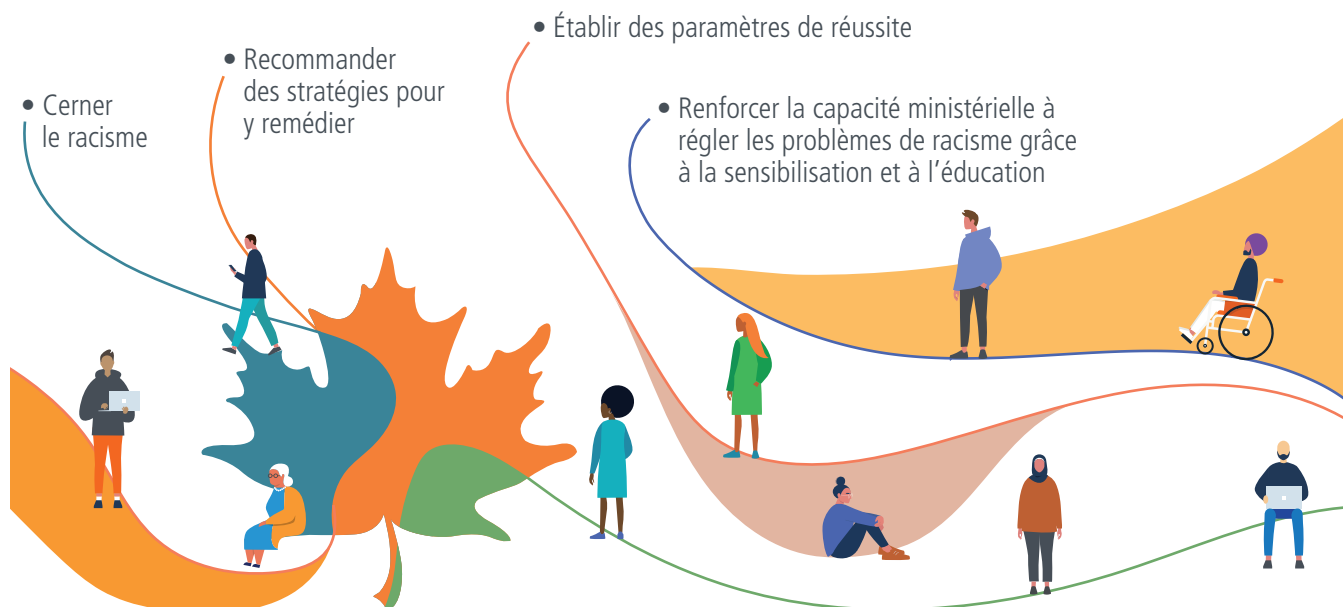 • Cerner
le racisme
• Recommander
des stratégies pour
y remédier
• Établir des paramètres de réussite
• Renforcer la capacité ministérielle à
régler les problèmes de racisme grâce
à la sensibilisation et à l’éducation